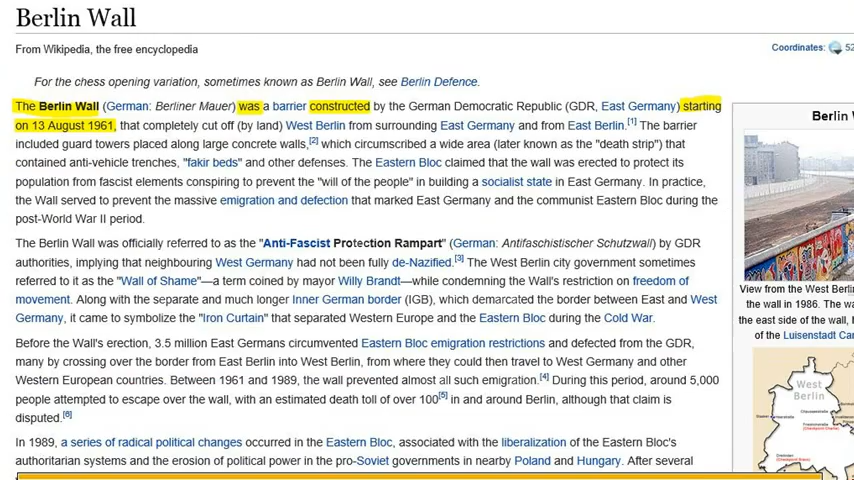 Berlin Wall
From Wikipedia, the free encyclopedia
Coordinates: 52
For the chess opening variation, sometimes known as Berlin Wall, see Berlin Defence.
The Berlin Wall (German: Berliner Mauer) was a barrier constructed by the German Democratic Republic (GDR, East Germany) starting
on 13 August 1961, that completely cut off (by land) West Berlin from surrounding East Germany and from East Berlin.[1] The barrier
included guard towers placed along large concrete walls,[2] which circumscribed a wide area (later known as the "death strip") that
contained anti-vehicle trenches, "fakir beds" and other defenses. The Eastern Bloc claimed that the wall was erected to protect its
population from fascist elements conspiring to prevent the "will of the people" in building a socialist state in East Germany. In practice,
the Wall served to prevent the massive emigration and defection that marked East Germany and the communist Eastern Bloc during the
post-World War II period.
The Berlin Wall was officially referred to as the "Anti-Fascist Protection Rampart" (German: Antifaschistischer Schutzwall) by GDR
authorities, implying that neighbouring West Germany had not been fully de-Nazified.[3] The West Berlin city government sometimes
referred to it as the "Wall of Shame"—a term coined by mayor Willy Brandt—while condemning the Wall's restriction on freedom of
movement. Along with the separate and much longer Inner German border (IGB), which demarcated the border between East and West
Germany, it came to symbolize the "Iron Curtain" that separated Western Europe and the Eastern Bloc during the Cold War.
Before the Wall's erection, 3.5 million East Germans circumvented Eastern Bloc emigration restrictions and defected from the GDR,
many by crossing over the border from East Berlin into West Berlin, from where they could then travel to West Germany and other
Western European countries. Between 1961 and 1989, the wall prevented almost all such emigration.[4] During this period, around 5,000
people attempted to escape over the wall, with an estimated death toll of over 100[5] in and around Berlin, although that claim is
disputed.[6]
In 1989, a series of radical political changes occurred in the Eastern Bloc, associated with the liberalization of the Eastern Bloc's
authoritarian systems and the erosion of political power in the pro-Soviet governments in nearby Poland and Hungary. After several
Berlin W
View from the West Berli
the wall in 1986. The wa
the east side of the wall,
of the Luisenstadt Ca
West
Berlin